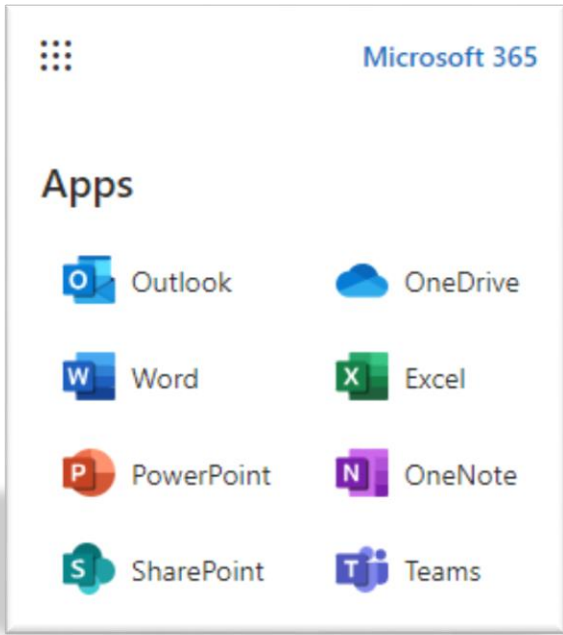 Microsoft 365
Apps
Outlook OneDrive
Word Excel
PowerPoint OneNote
SharePoint Teams